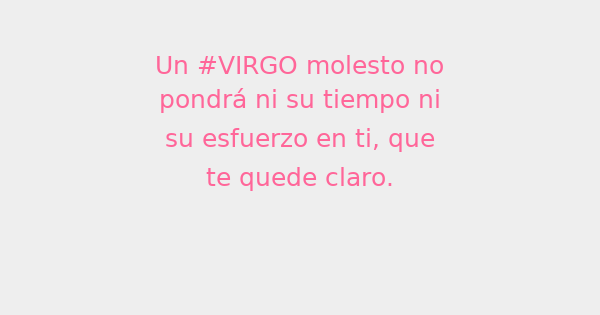 Un #VIRGO molesto no
pondrá ni su tiempo ni
su esfuerzo en ti, que
te quede claro.